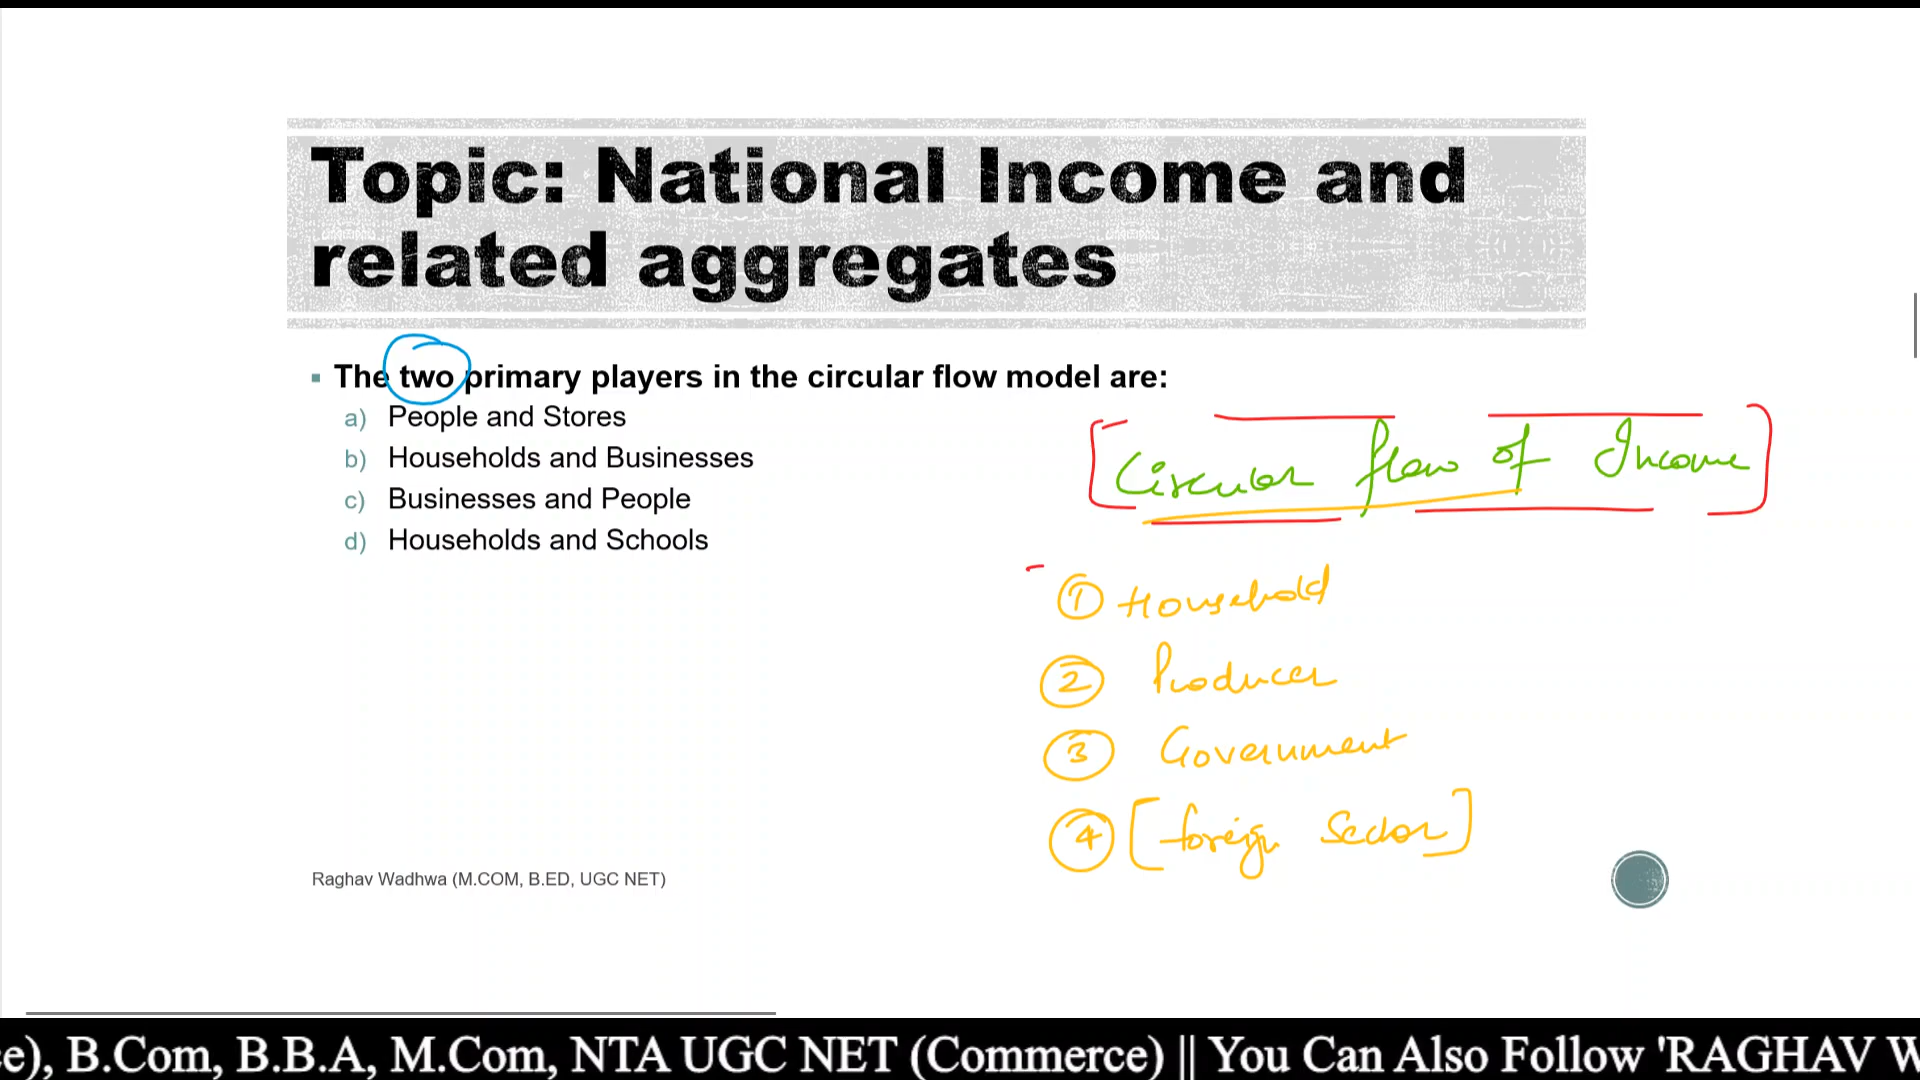 Topic: National Income and
related aggregates
▪ The two primary players in the circular flow model are:
a) People and Stores
b) Households and Businesses
c) Businesses and People
d) Households and Schools
[Circular flow of Income]
① Household
② Producer
③ Government
④ [foreign Sector]
Raghav Wadhwa (M.COM, B.ED, UGC NET)
e), B.Com, B.B.A, M.Com, NTA UGC NET (Commerce) || You Can Also Follow 'RAGHAV W